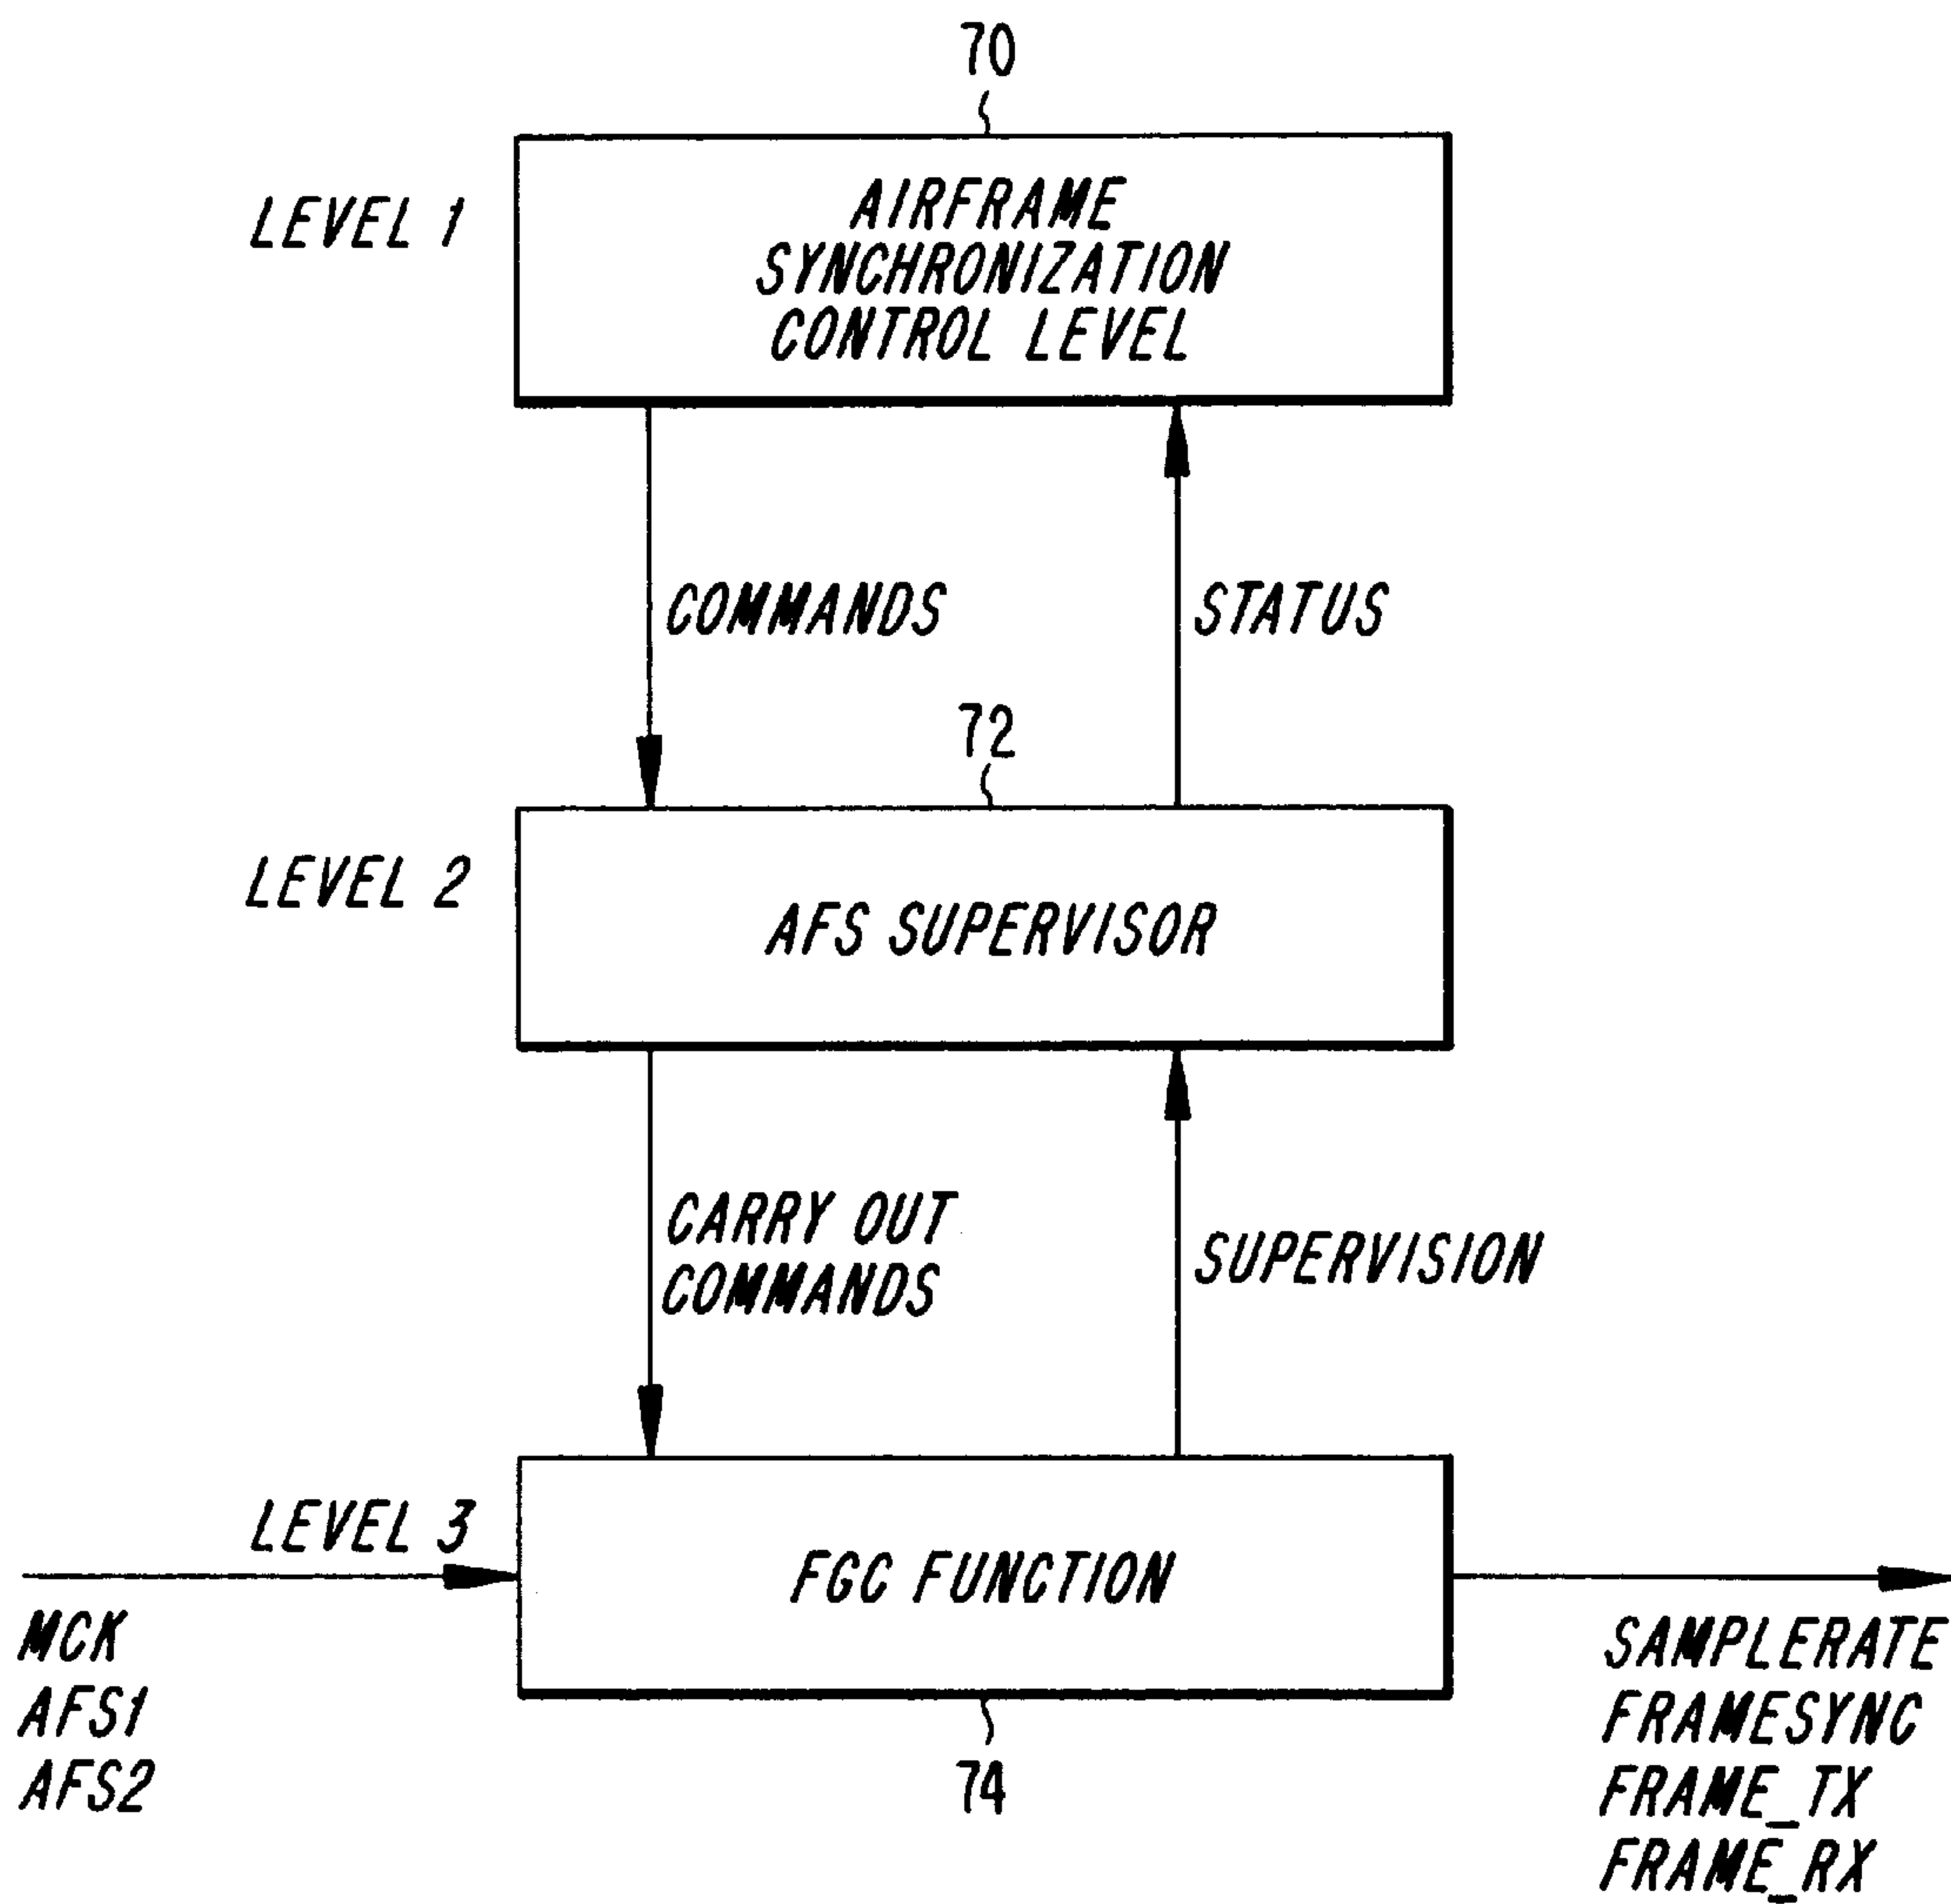 70
LEVEL 1
AIRFRAME
SYNCHRONIZATION
CONTROL LEVEL
COMMANDS
STATUS
72
LEVEL 2
AFS SUPERVISOR
CARRY OUT
COMMANDS
SUPERVISION
LEVEL 3
FGC FUNCTION
MCK
AFS1
AFS2
74
SAMPLERATE
FRAMESYNC
FRAME_TX
FRAME_RX